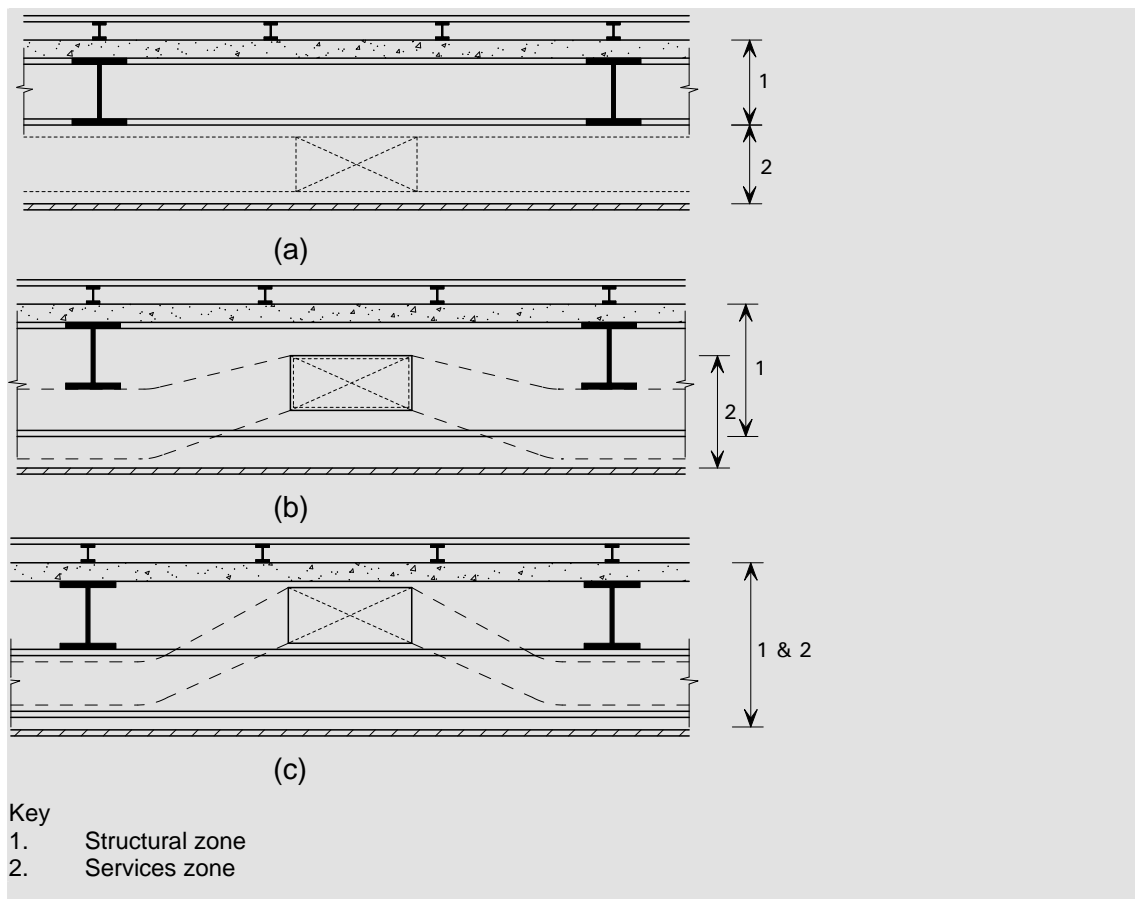 1
2
(a)
1
2
(b)
1 & 2
(c)
Key
1. Structural zone
2. Services zone